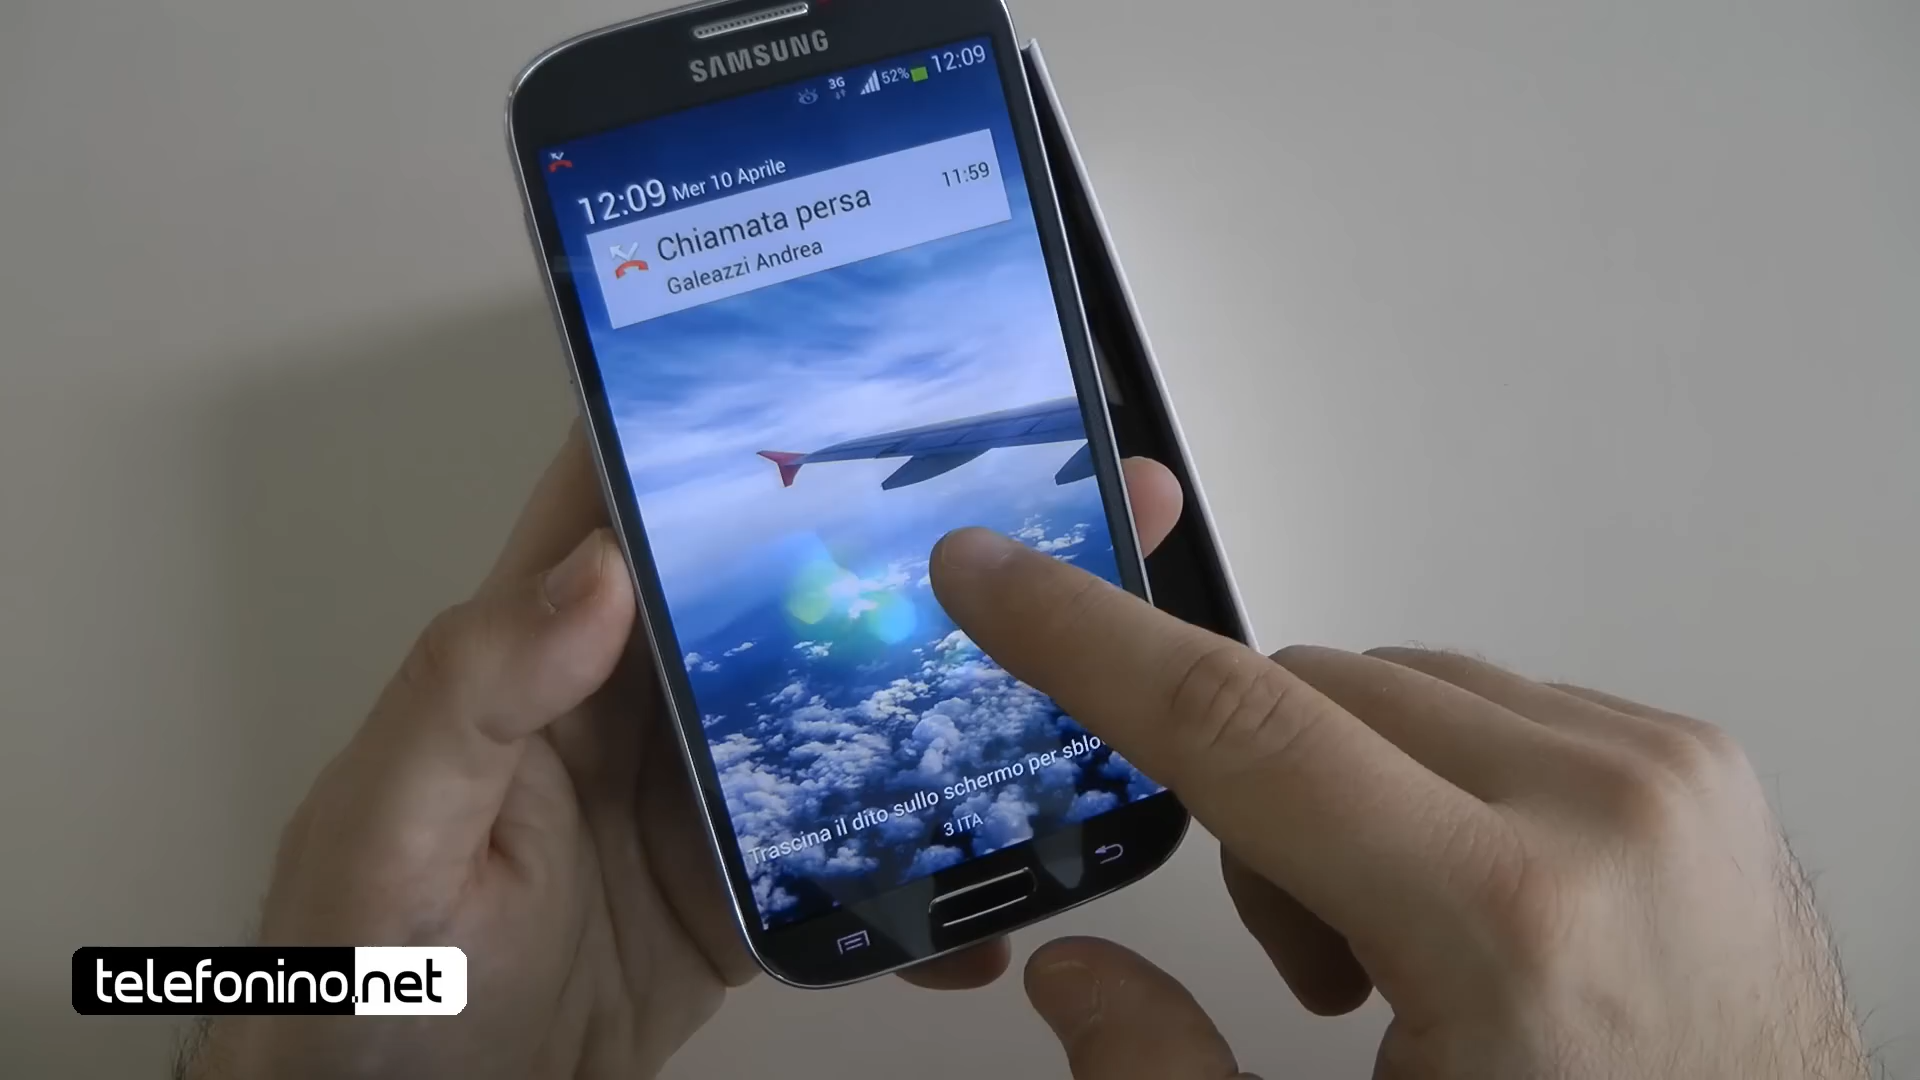 SAMSUNG
3G 52% 12:09
12:09 Mer 10 Aprile
Chiamata persa 11:59
Galeazzi Andrea
Trascina il dito sullo schermo per
3 ITA
telefonino.net